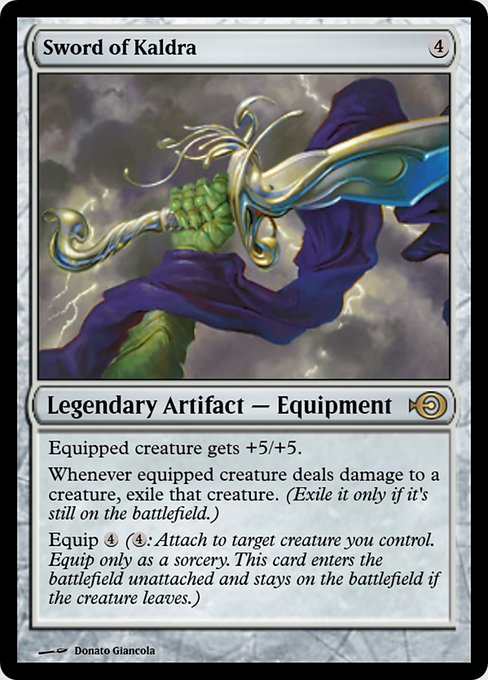 Sword of Kaldra 4
Legendary Artifact — Equipment
Equipped creature gets +5/+5.
Whenever equipped creature deals damage to a
creature, exile that creature. (Exile it only if it's
still on the battlefield.)
Equip 4 (4: Attach to target creature you control.
Equip only as a sorcery. This card enters the
battlefield unattached and stays on the battlefield if
the creature leaves.)
Donato Giancola